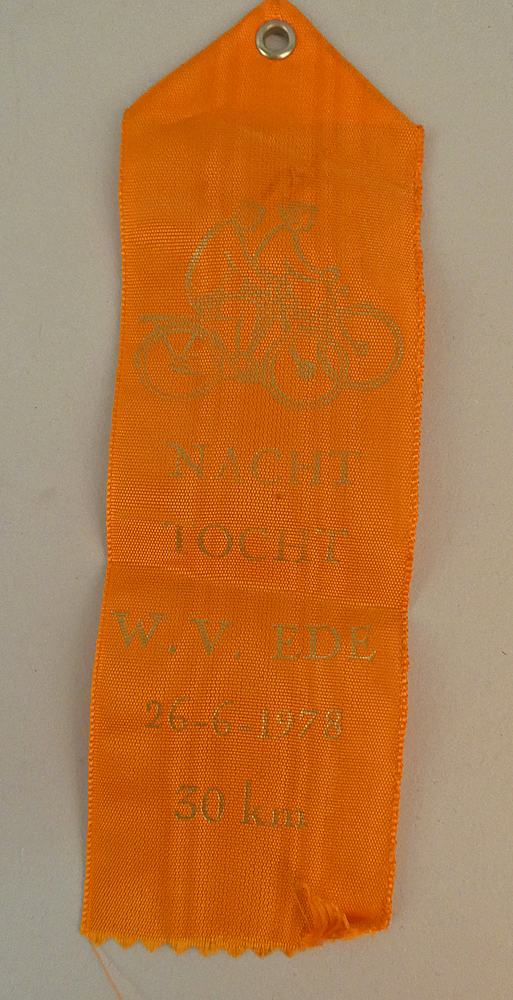 NACHT
TOCHT
W.V. EDE
26-6-1978
30 km